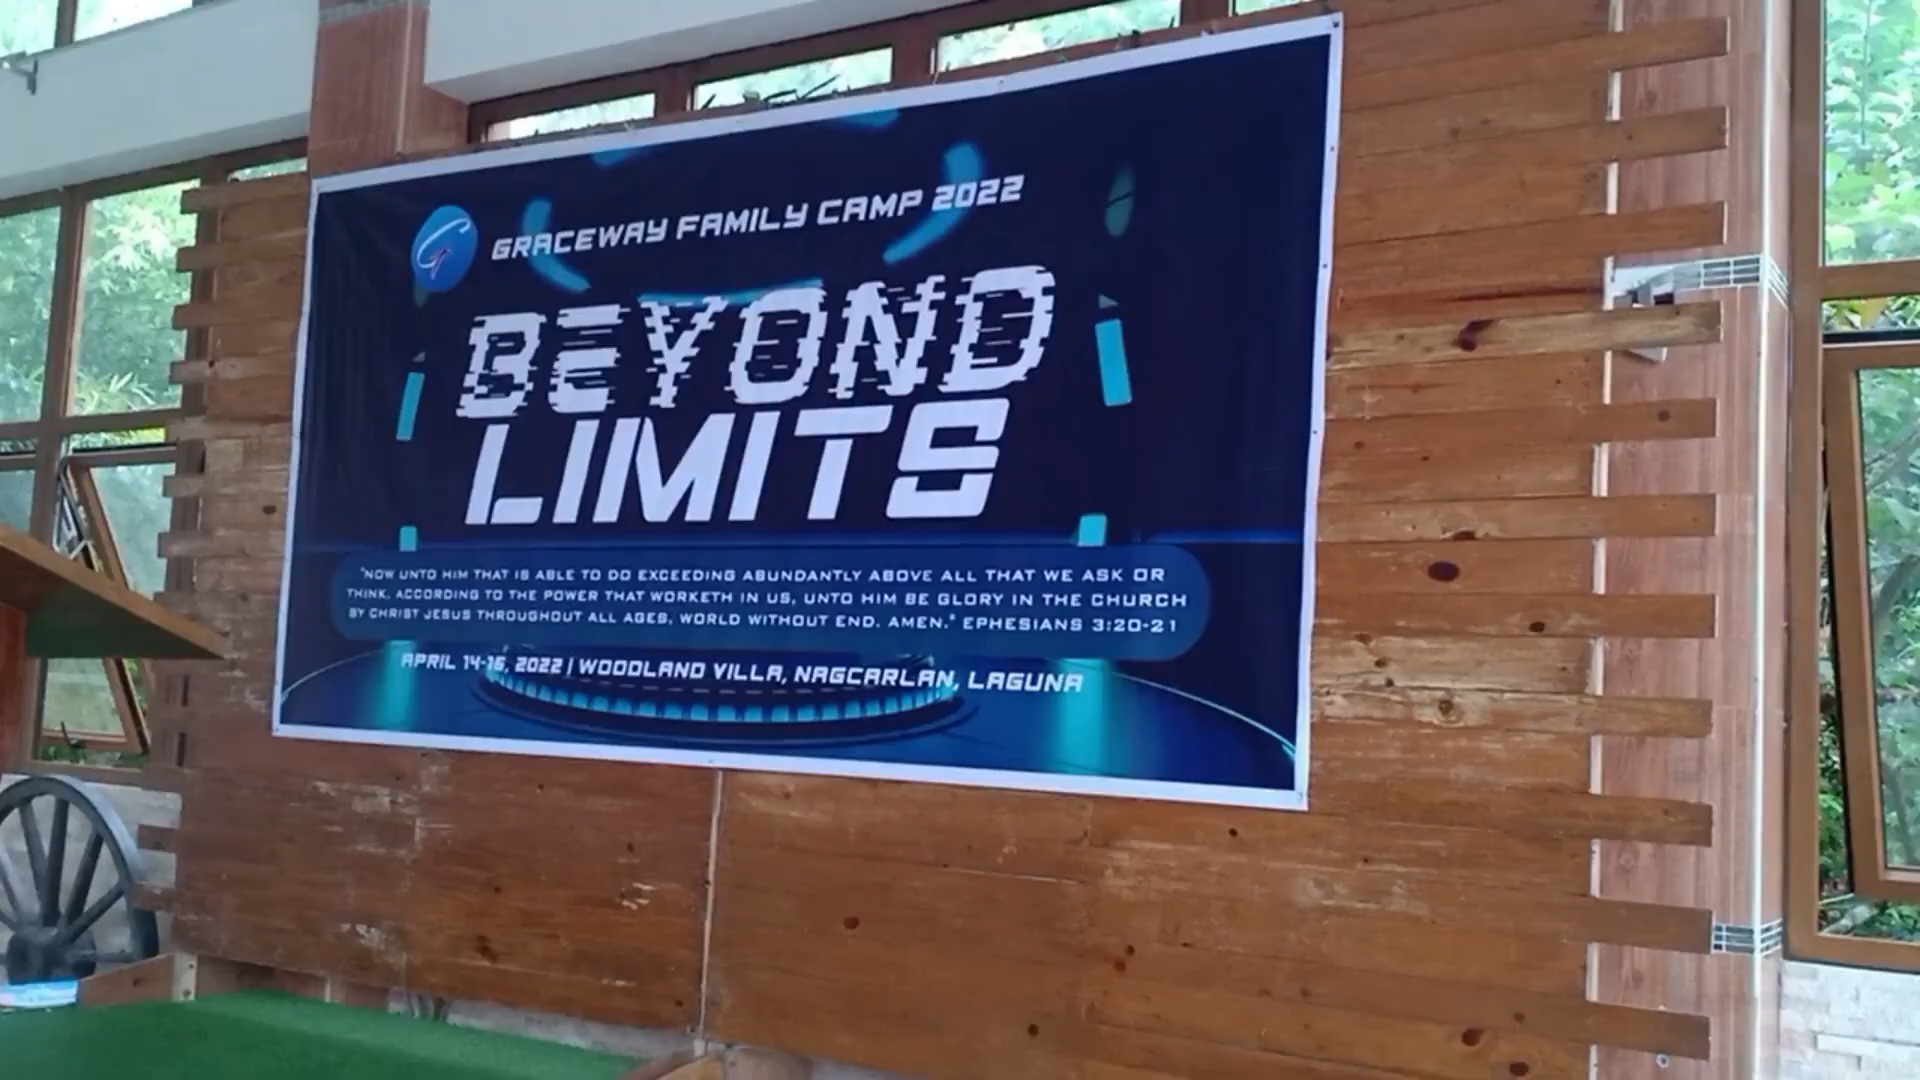 GRACEWAY FAMILY CAMP 2022
BEYOND
LIMITS
"NOW UNTO HIM THAT IS ABLE TO DO EXCEEDING ABUNDANTLY ABOVE ALL THAT WE ASK OR
THINK, ACCORDING TO THE POWER THAT WORKETH IN US, UNTO HIM BE GLORY IN THE CHURCH
BY CHRIST JESUS THROUGHOUT ALL AGES, WORLD WITHOUT END. AMEN." EPHESIANS 3:20-21
APRIL 14-16, 2022 | WOODLAND VILLA, NAGCARLAN, LAGUNA